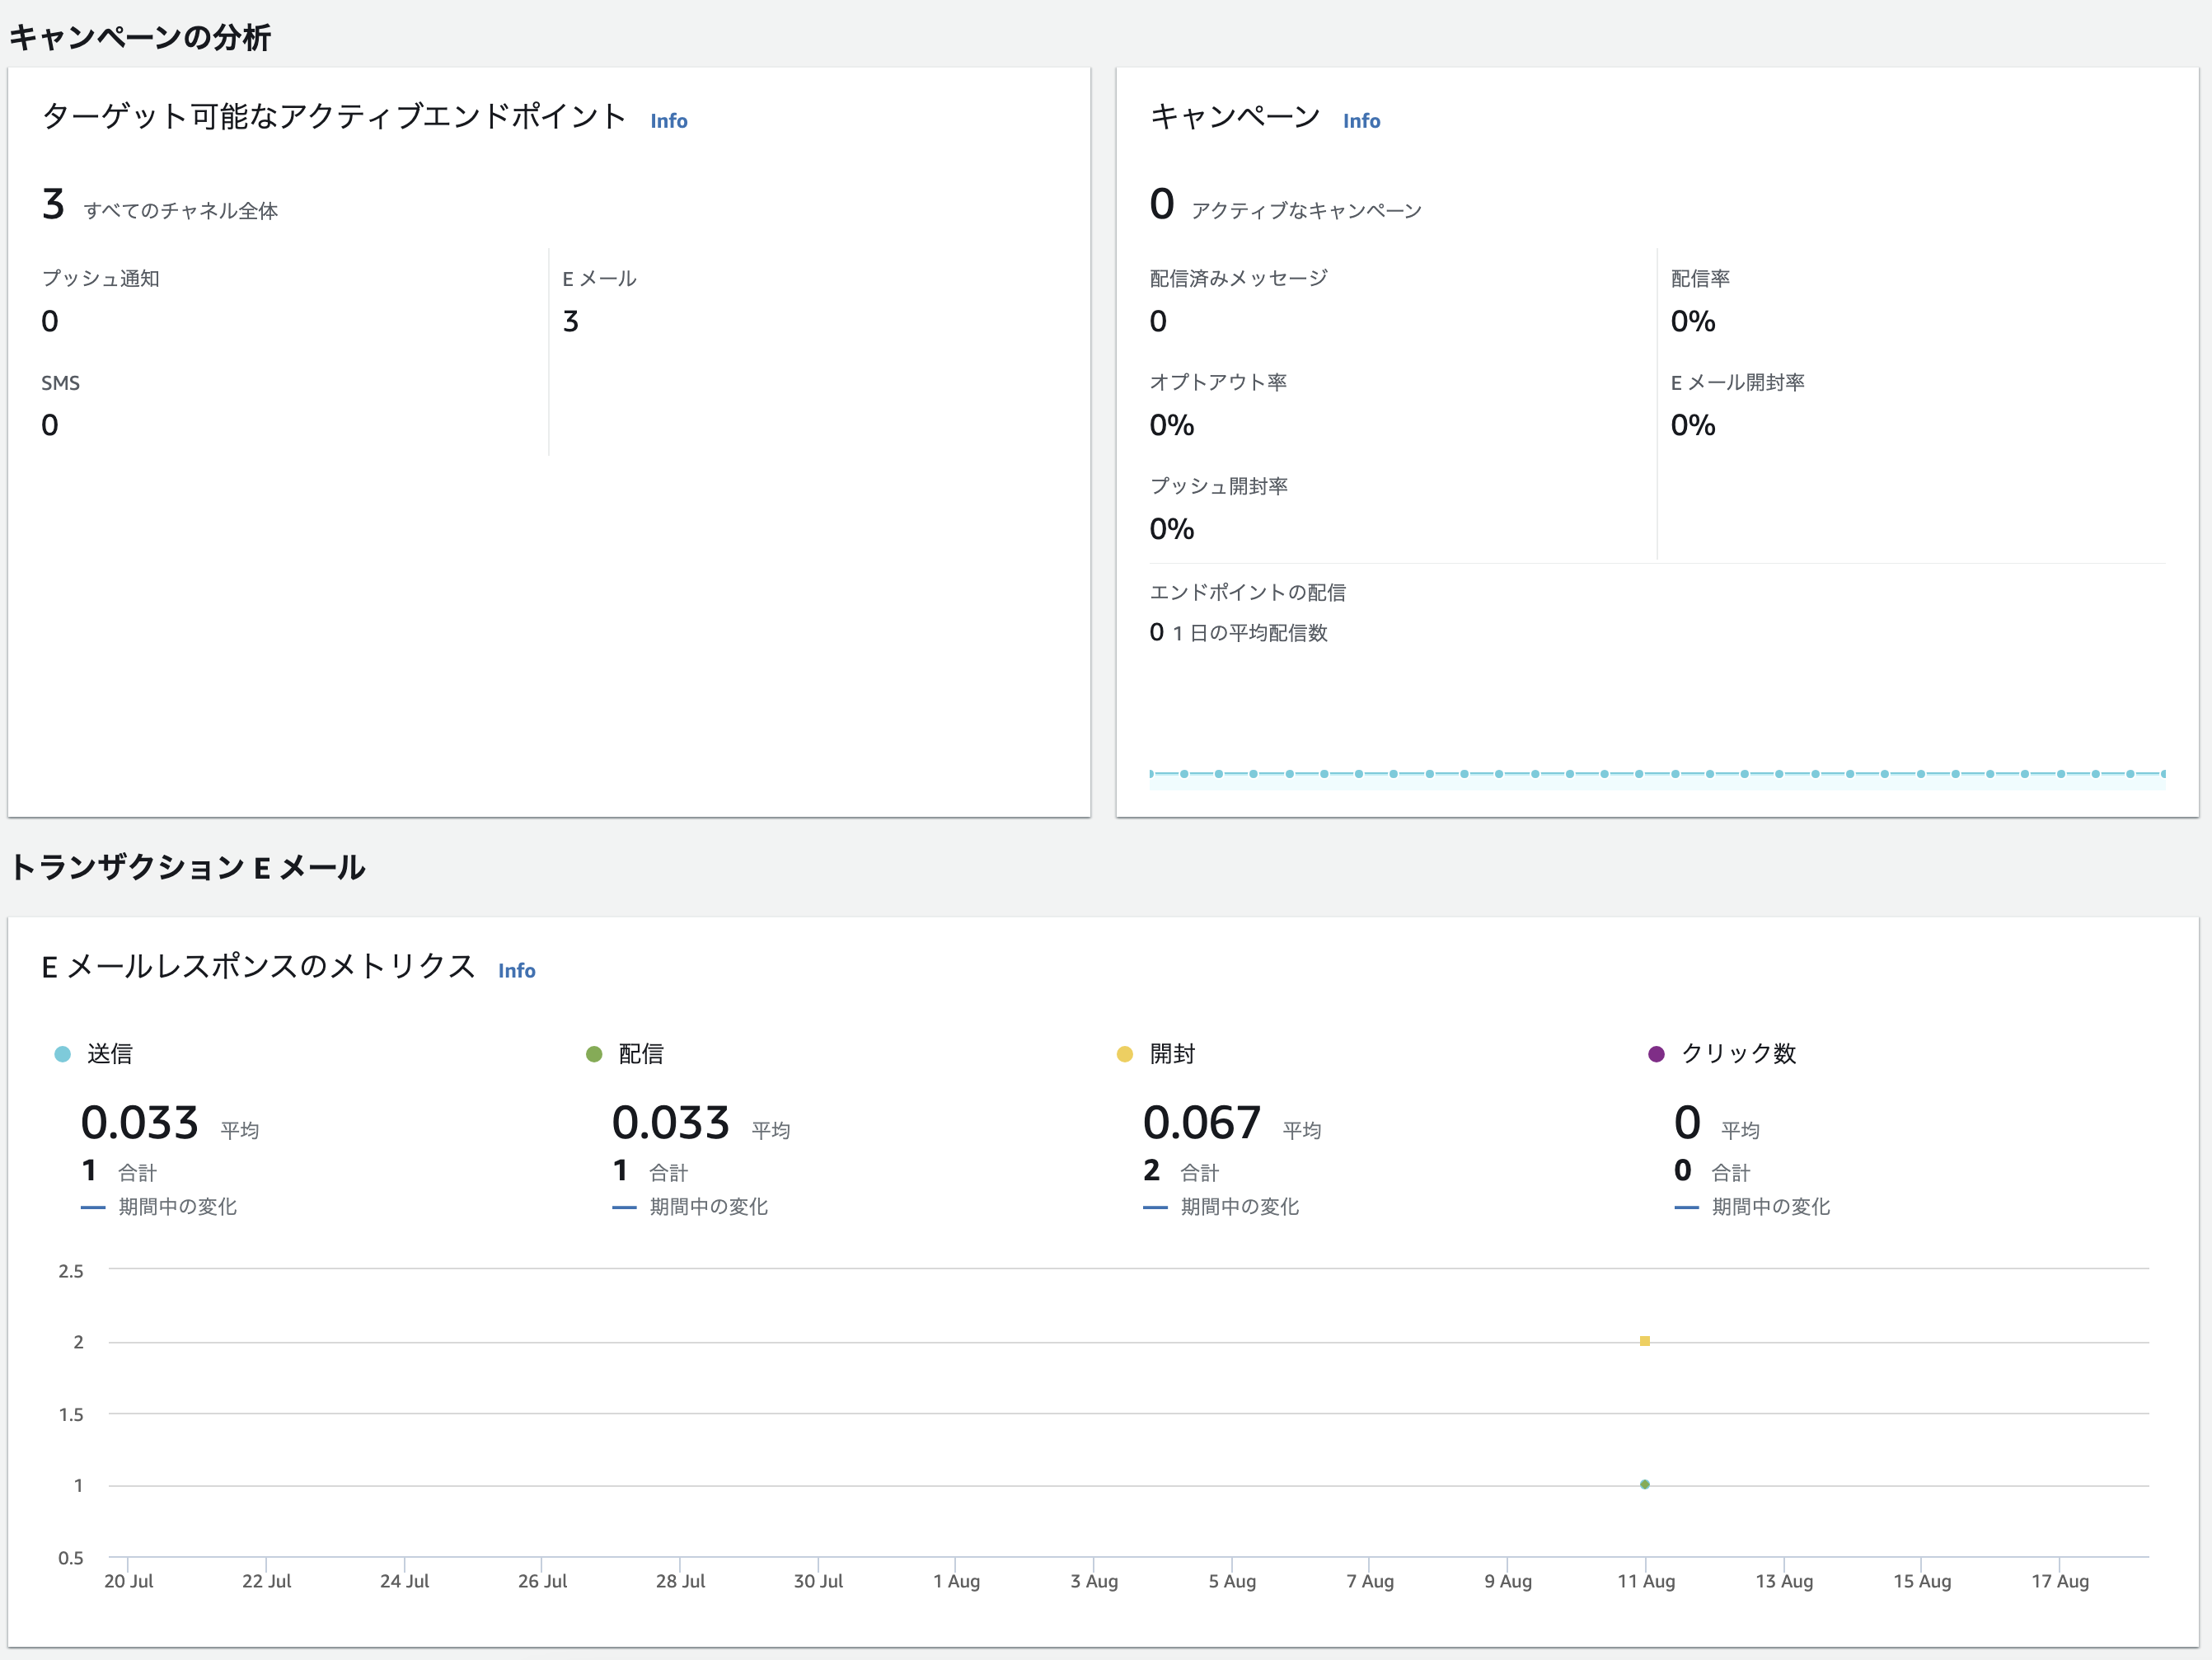 キャンペーンの分析
ターゲット可能なアクティブエンドポイント Info
3 すべてのチャネル全体
プッシュ通知
0
E メール
3
SMS
0
キャンペーン Info
0 アクティブなキャンペーン
配信済みメッセージ
0
配信率
0%
オプトアウト率
0%
E メール開封率
0%
プッシュ開封率
0%
エンドポイントの配信
0 1 日の平均配信数
トランザクション E メール
E メールレスポンスのメトリクス Info
送信
0.033 平均
1 合計
期間中の変化
配信
0.033 平均
1 合計
期間中の変化
開封
0.067 平均
2 合計
期間中の変化
クリック数
0 平均
0 合計
期間中の変化
2.5
2
1.5
1
0.5
20 Jul 22 Jul 24 Jul 26 Jul 28 Jul 30 Jul 1 Aug 3 Aug 5 Aug 7 Aug 9 Aug 11 Aug 13 Aug 15 Aug 17 Aug